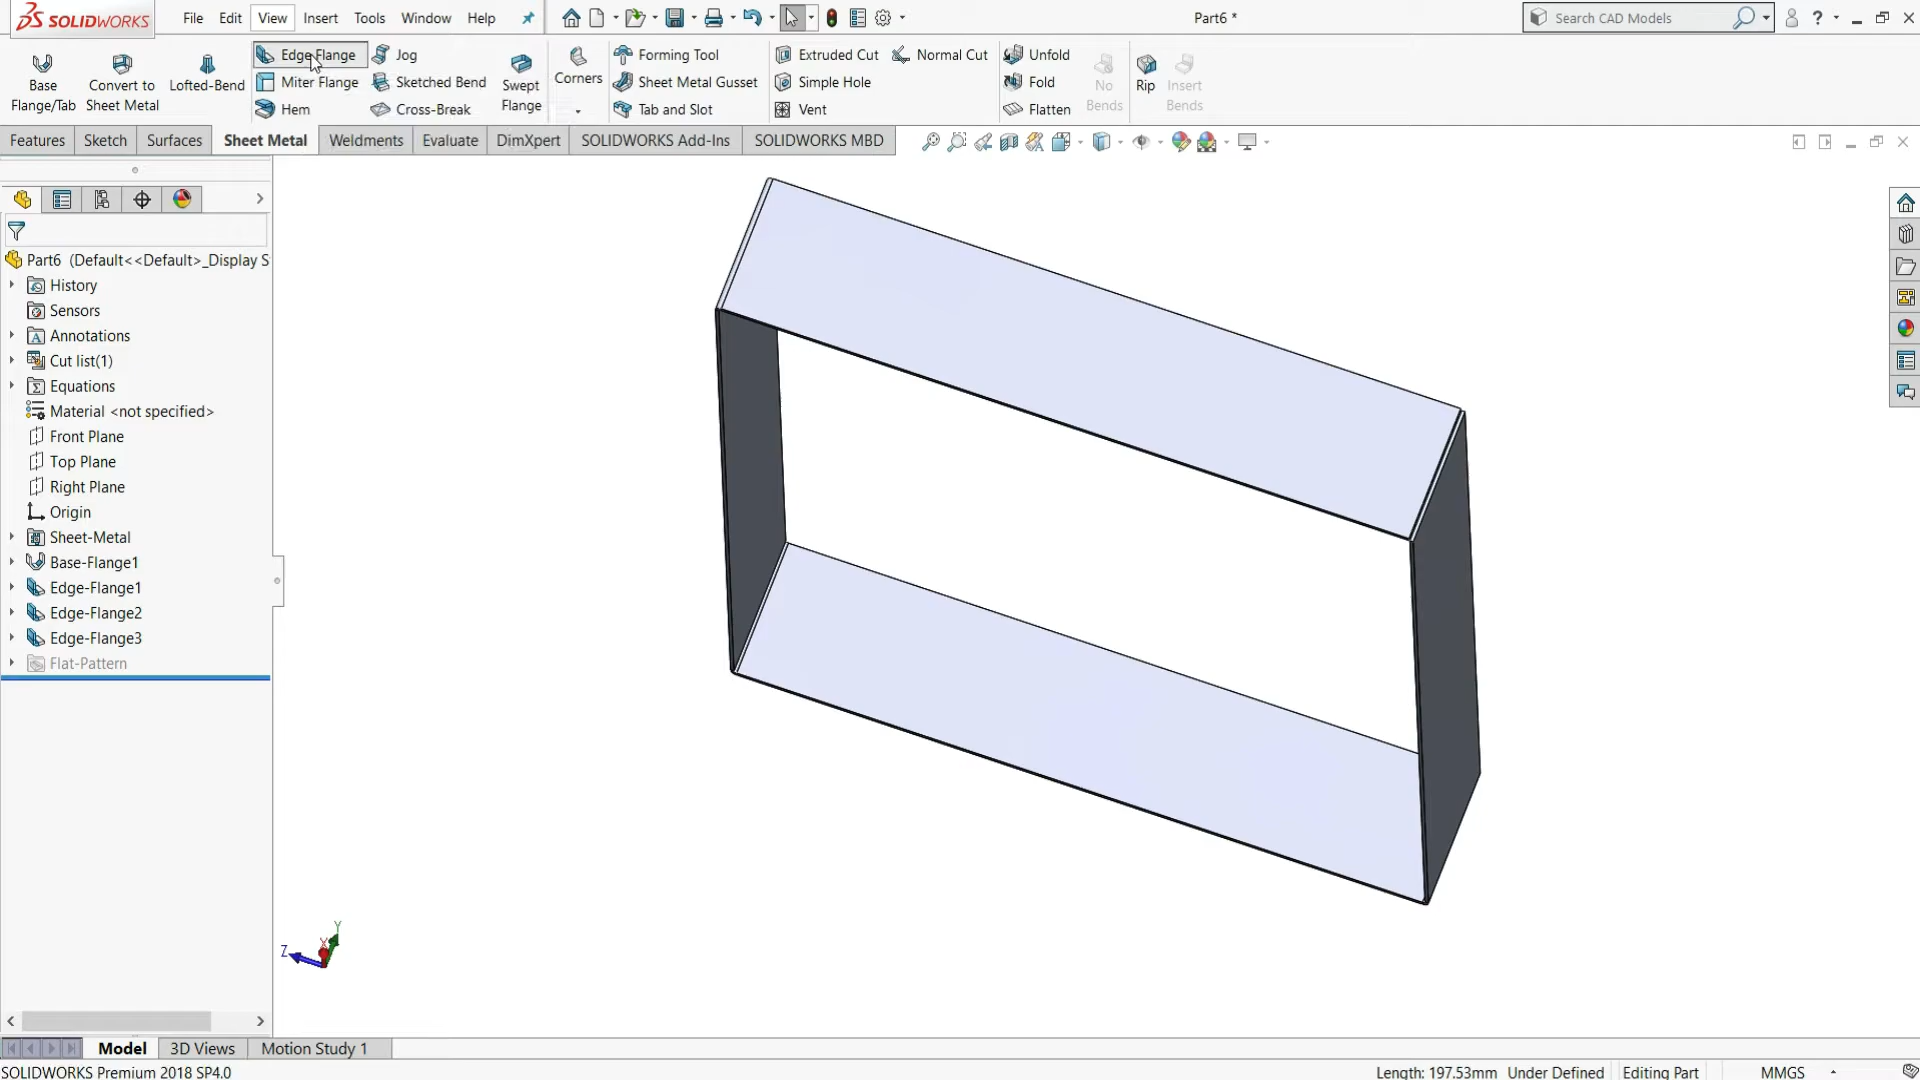 SOLIDWORKS File Edit View Insert Tools Window Help Part6 * Search CAD Models ?
Base Flange/Tab
Convert to Sheet Metal
Lofted-Bend
Edge Flange
Miter Flange
Hem
Jog
Sketched Bend
Cross-Break
Swept Flange
Corners
Forming Tool
Sheet Metal Gusset
Tab and Slot
Extruded Cut
Simple Hole
Vent
Normal Cut
Unfold
Fold
Flatten
No Bends
Rip
Insert Bends
Features Sketch Surfaces Sheet Metal Weldments Evaluate DimXpert SOLIDWORKS Add-Ins SOLIDWORKS MBD
Part6 (Default<<Default>_Display S
History
Sensors
Annotations
Cut list(1)
Equations
Material <not specified>
Front Plane
Top Plane
Right Plane
Origin
Sheet-Metal
Base-Flange1
Edge-Flange1
Edge-Flange2
Edge-Flange3
Flat-Pattern
Y
X
Z
Model 3D Views Motion Study 1
SOLIDWORKS Premium 2018 SP4.0 Length: 197.53mm Under Defined Editing Part MMGS